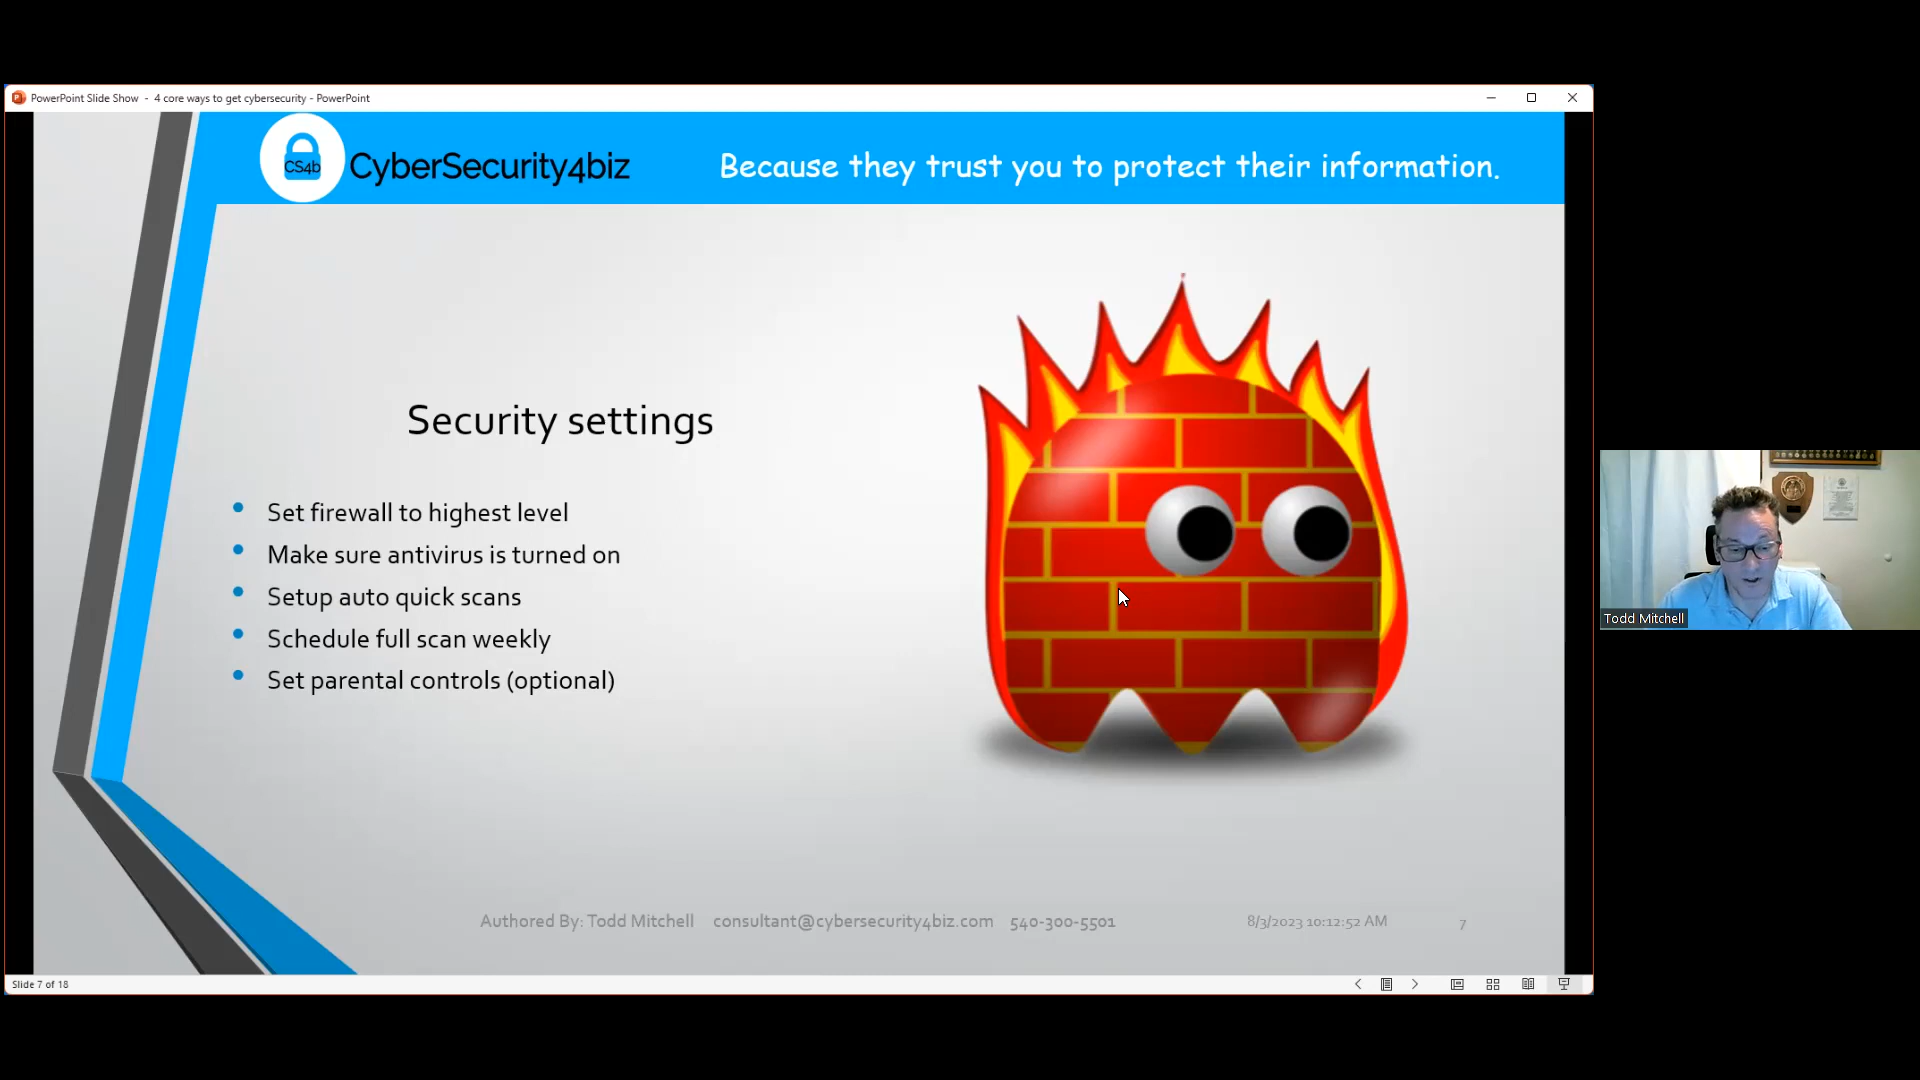 PowerPoint Slide Show - 4 core ways to get cybersecurity - PowerPoint
CS4b
CyberSecurity4biz
Because they trust you to protect their information.
Security settings
Set firewall to highest level
Make sure antivirus is turned on
Setup auto quick scans
Schedule full scan weekly
Set parental controls (optional)
Todd Mitchell
Authored By: Todd Mitchell consultant@cybersecurity4biz.com 540-300-5501
8/3/2023 10:12:52 AM
7
Slide 7 of 18